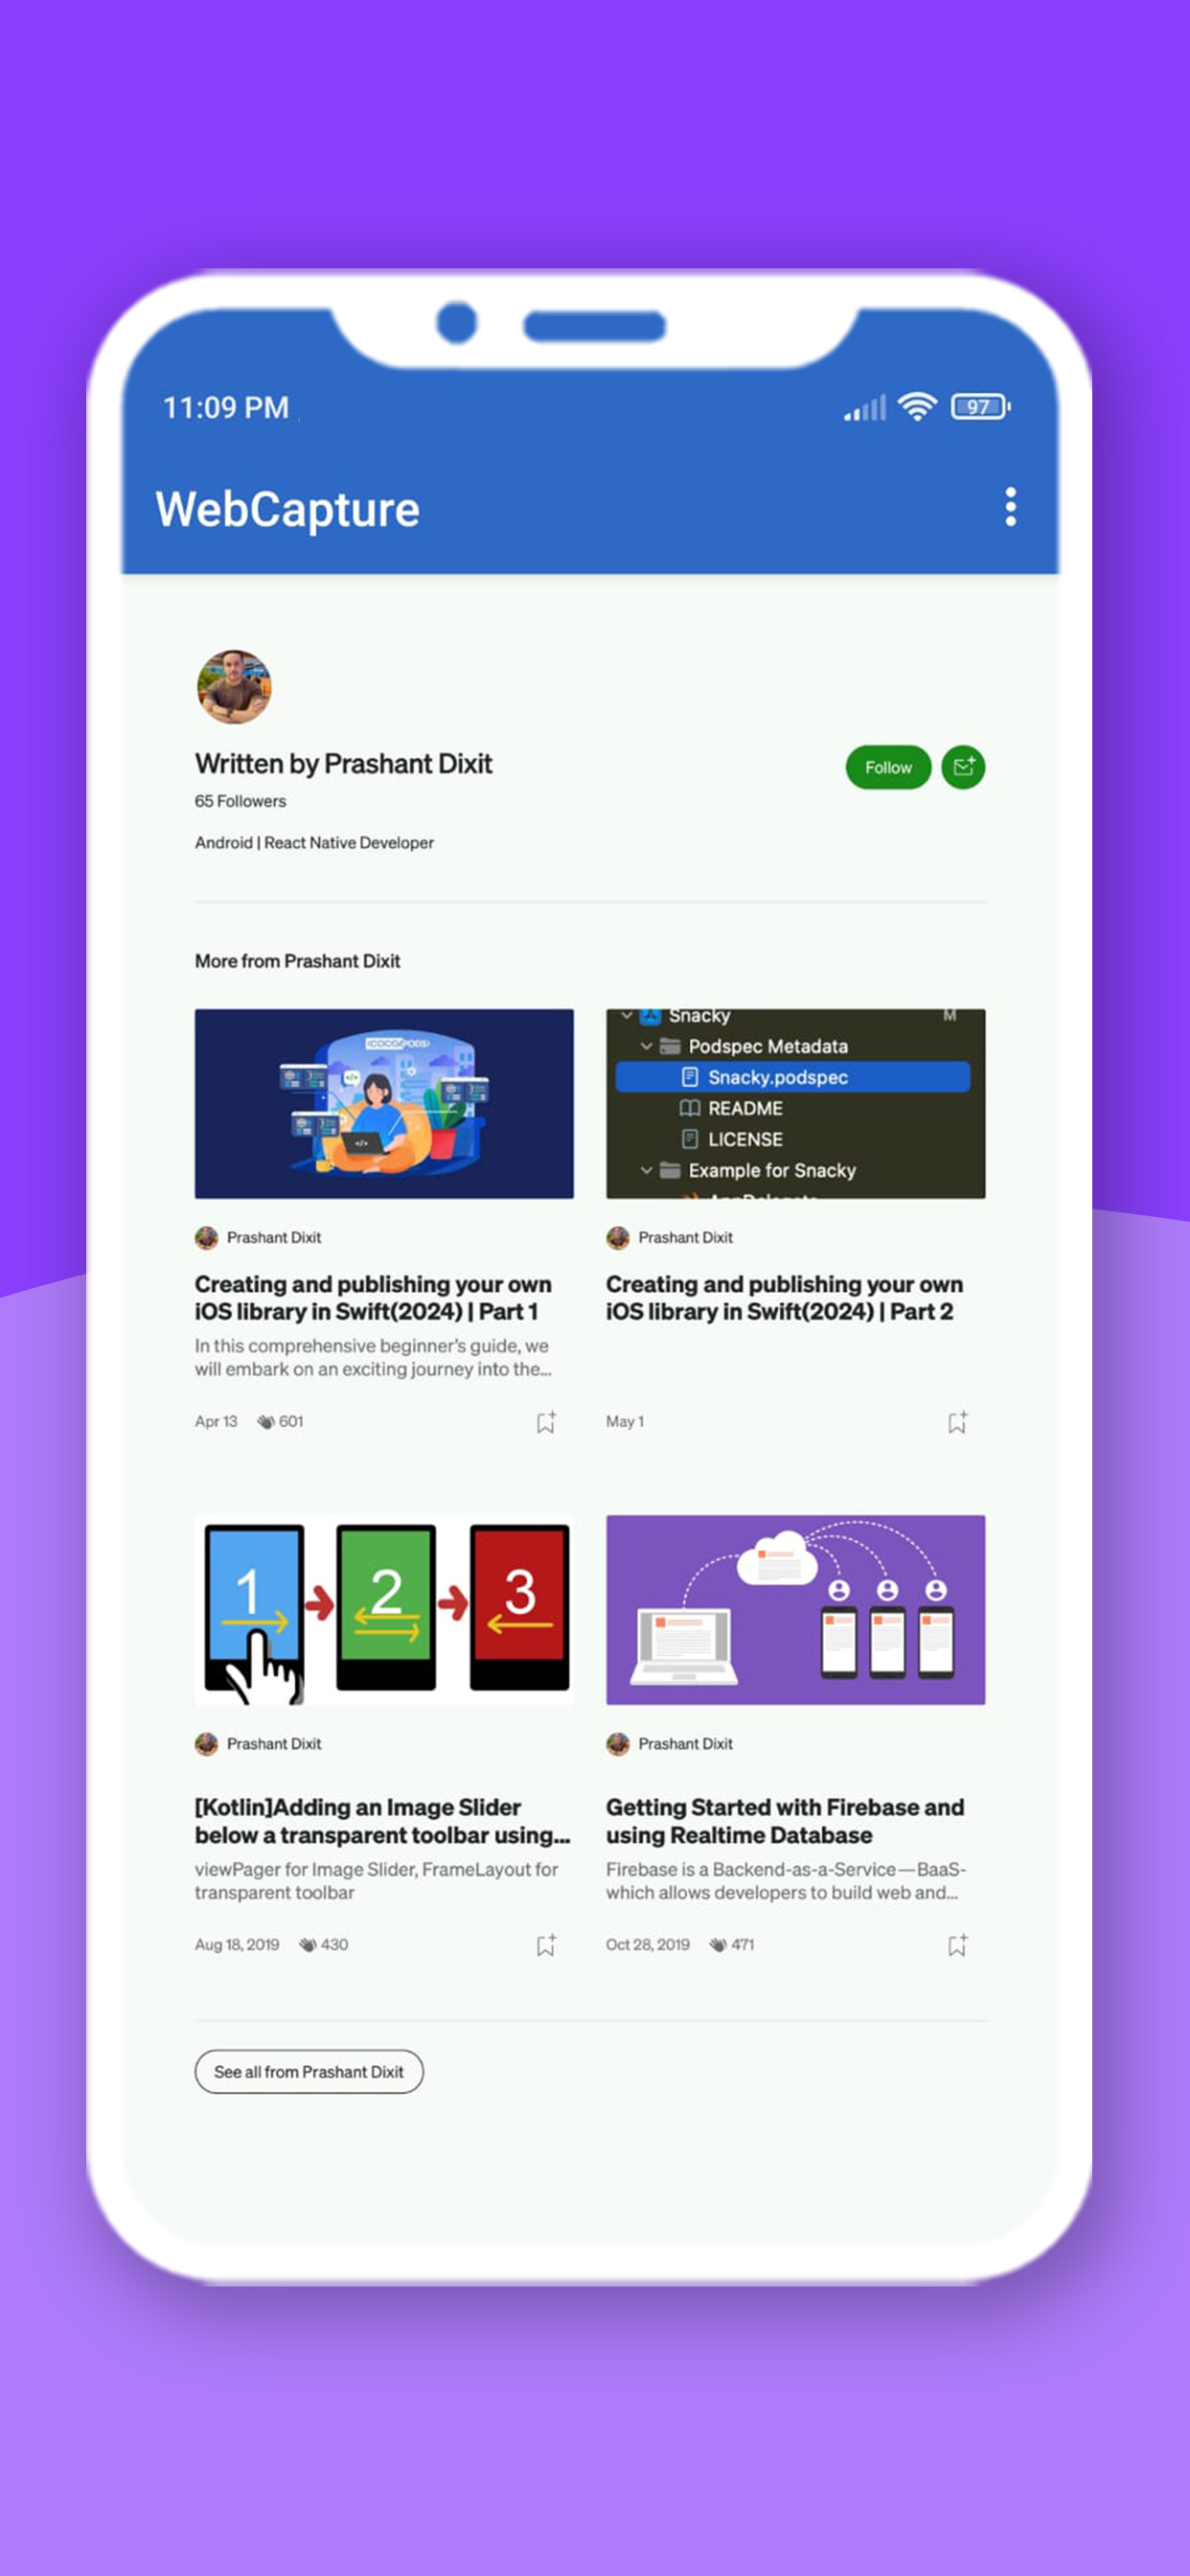 11:09 PM
97
WebCapture
Written by Prashant Dixit
Follow
65 Followers
Android | React Native Developer
More from Prashant Dixit
COCOAPODS
</>
</>
Snacky
M
Podspec Metadata
Snacky.podspec
README
LICENSE
Example for Snacky
AppDelegate
Prashant Dixit
Creating and publishing your own
iOS library in Swift(2024) | Part 1
In this comprehensive beginner's guide, we
will embark on an exciting journey into the...
Apr 13
601
Prashant Dixit
Creating and publishing your own
iOS library in Swift(2024) | Part 2
May 1
1
2
3
Prashant Dixit
[Kotlin]Adding an Image Slider
below a transparent toolbar using...
viewPager for Image Slider, FrameLayout for
transparent toolbar
Aug 18, 2019
430
Prashant Dixit
Getting Started with Firebase and
using Realtime Database
Firebase is a Backend-as-a-Service—BaaS-
which allows developers to build web and...
Oct 28, 2019
471
See all from Prashant Dixit